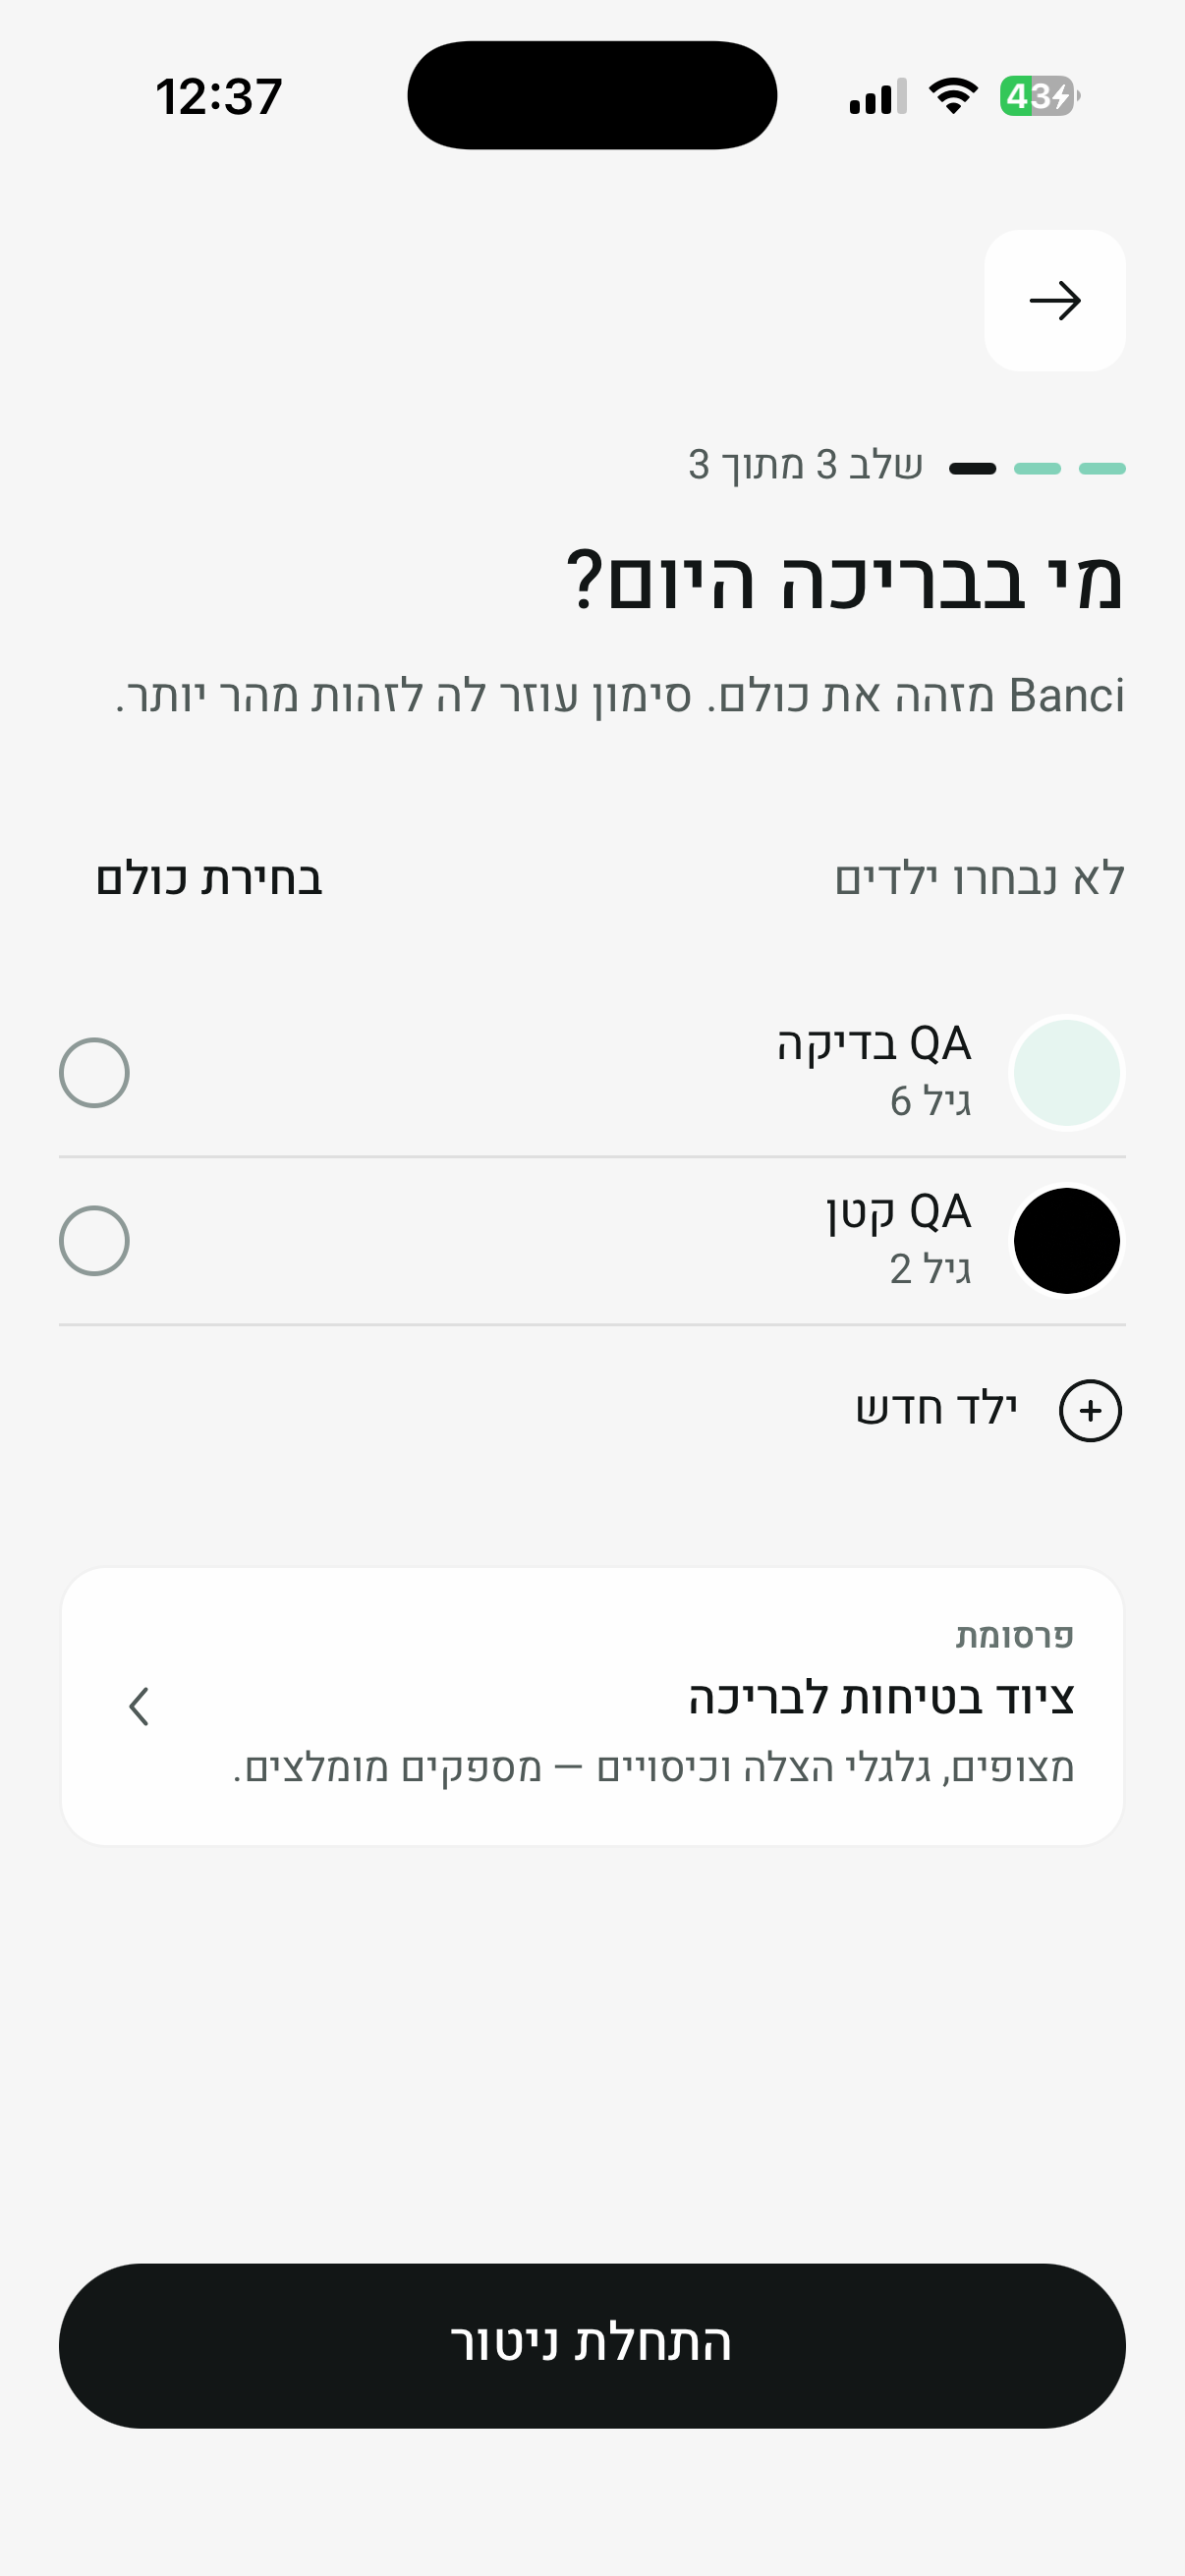 12:37
43
שלב 3 מתוך 3
מי בבריכה היום?
Banci מזהה את כולם. סימון עוזר לה לזהות מהר יותר.
לא נבחרו ילדים
בחירת כולם
QA בדיקה
גיל 6
QA קטן
גיל 2
ילד חדש
פרסומת
ציוד בטיחות לבריכה
מצופים, גלגלי הצלה וכיסויים — מספקים מומלצים.
התחלת ניטור